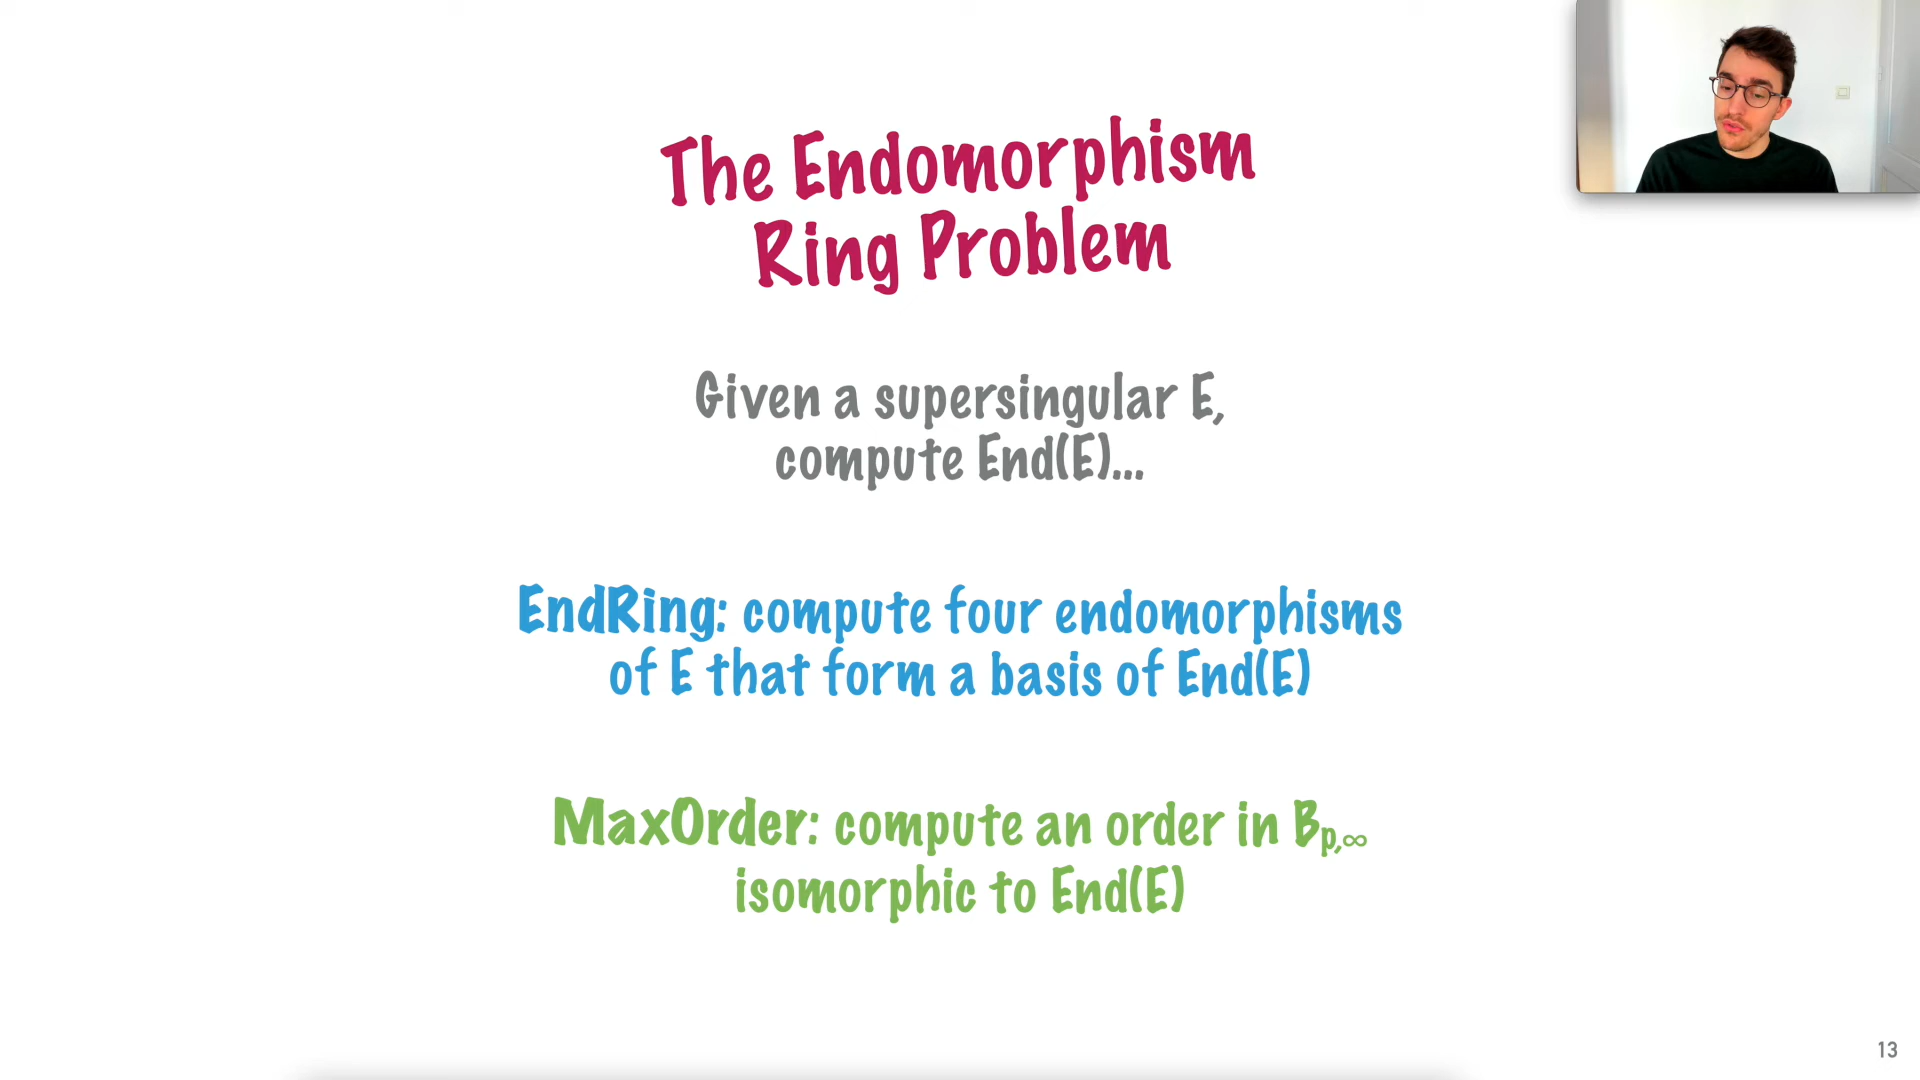 The Endomorphism
Ring Problem
Given a supersingular E,
compute End(E)...
EndRing: compute four endomorphisms
of E that form a basis of End(E)
MaxOrder: compute an order in Bp,∞
isomorphic to End(E)
13